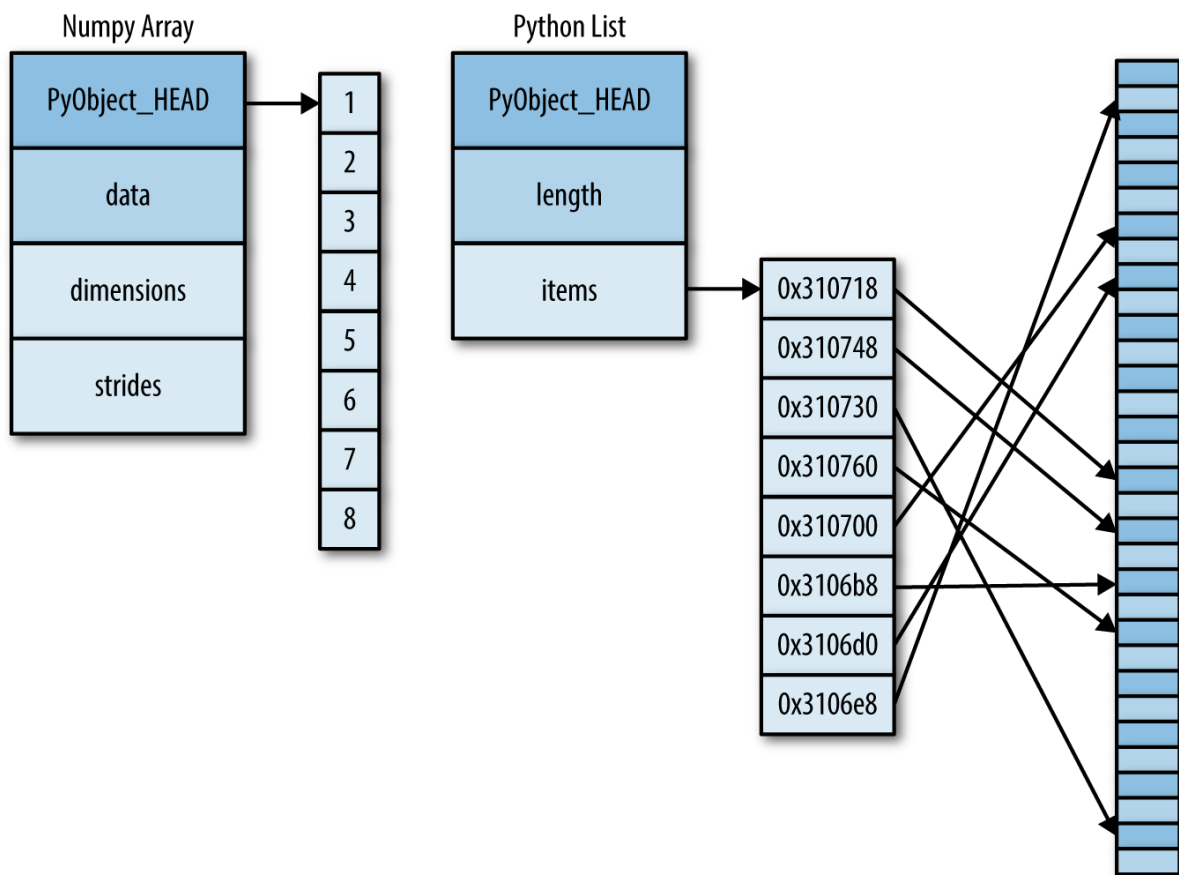 Numpy Array
PyObject_HEAD
data
dimensions
strides
1
2
3
4
5
6
7
8
Python List
PyObject_HEAD
length
items
0x310718
0x310748
0x310730
0x310760
0x310700
0x3106b8
0x3106d0
0x3106e8